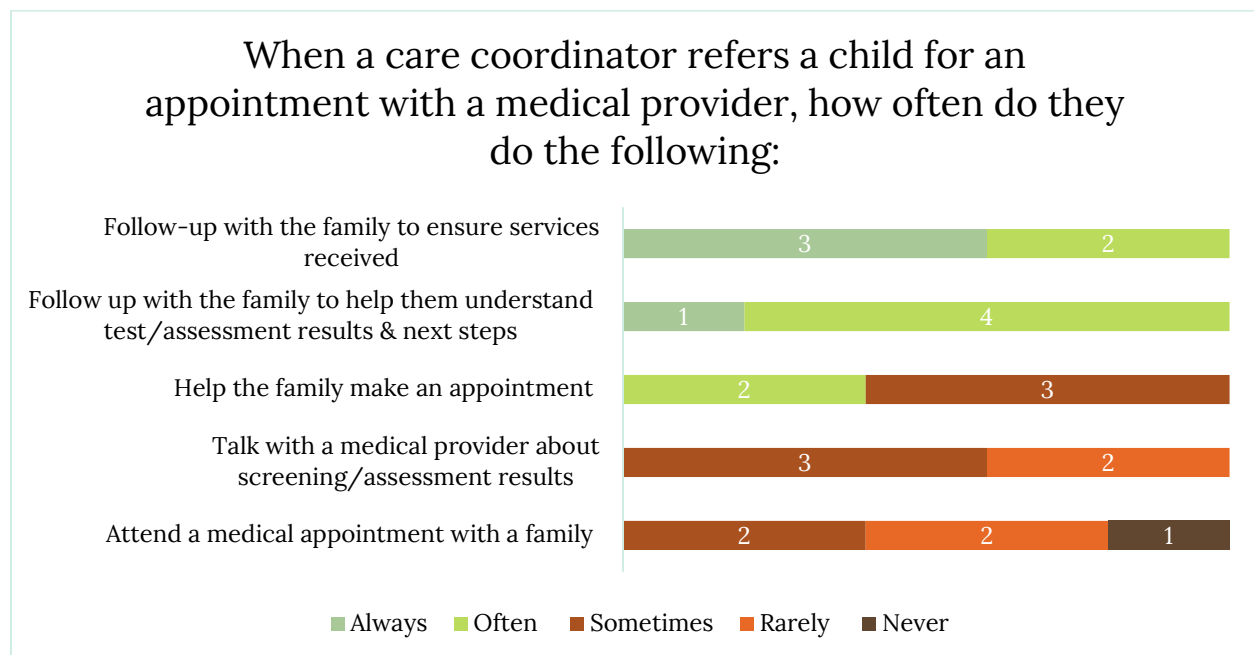 When a care coordinator refers a child for an
appointment with a medical provider, how often do they
do the following:
Follow-up with the family to ensure services
received
3 2
Follow up with the family to help them understand
test/assessment results & next steps
1 4
Help the family make an appointment
2 3
Talk with a medical provider about
screening/assessment results
3 2
Attend a medical appointment with a family
2 2 1
Always Often Sometimes Rarely Never